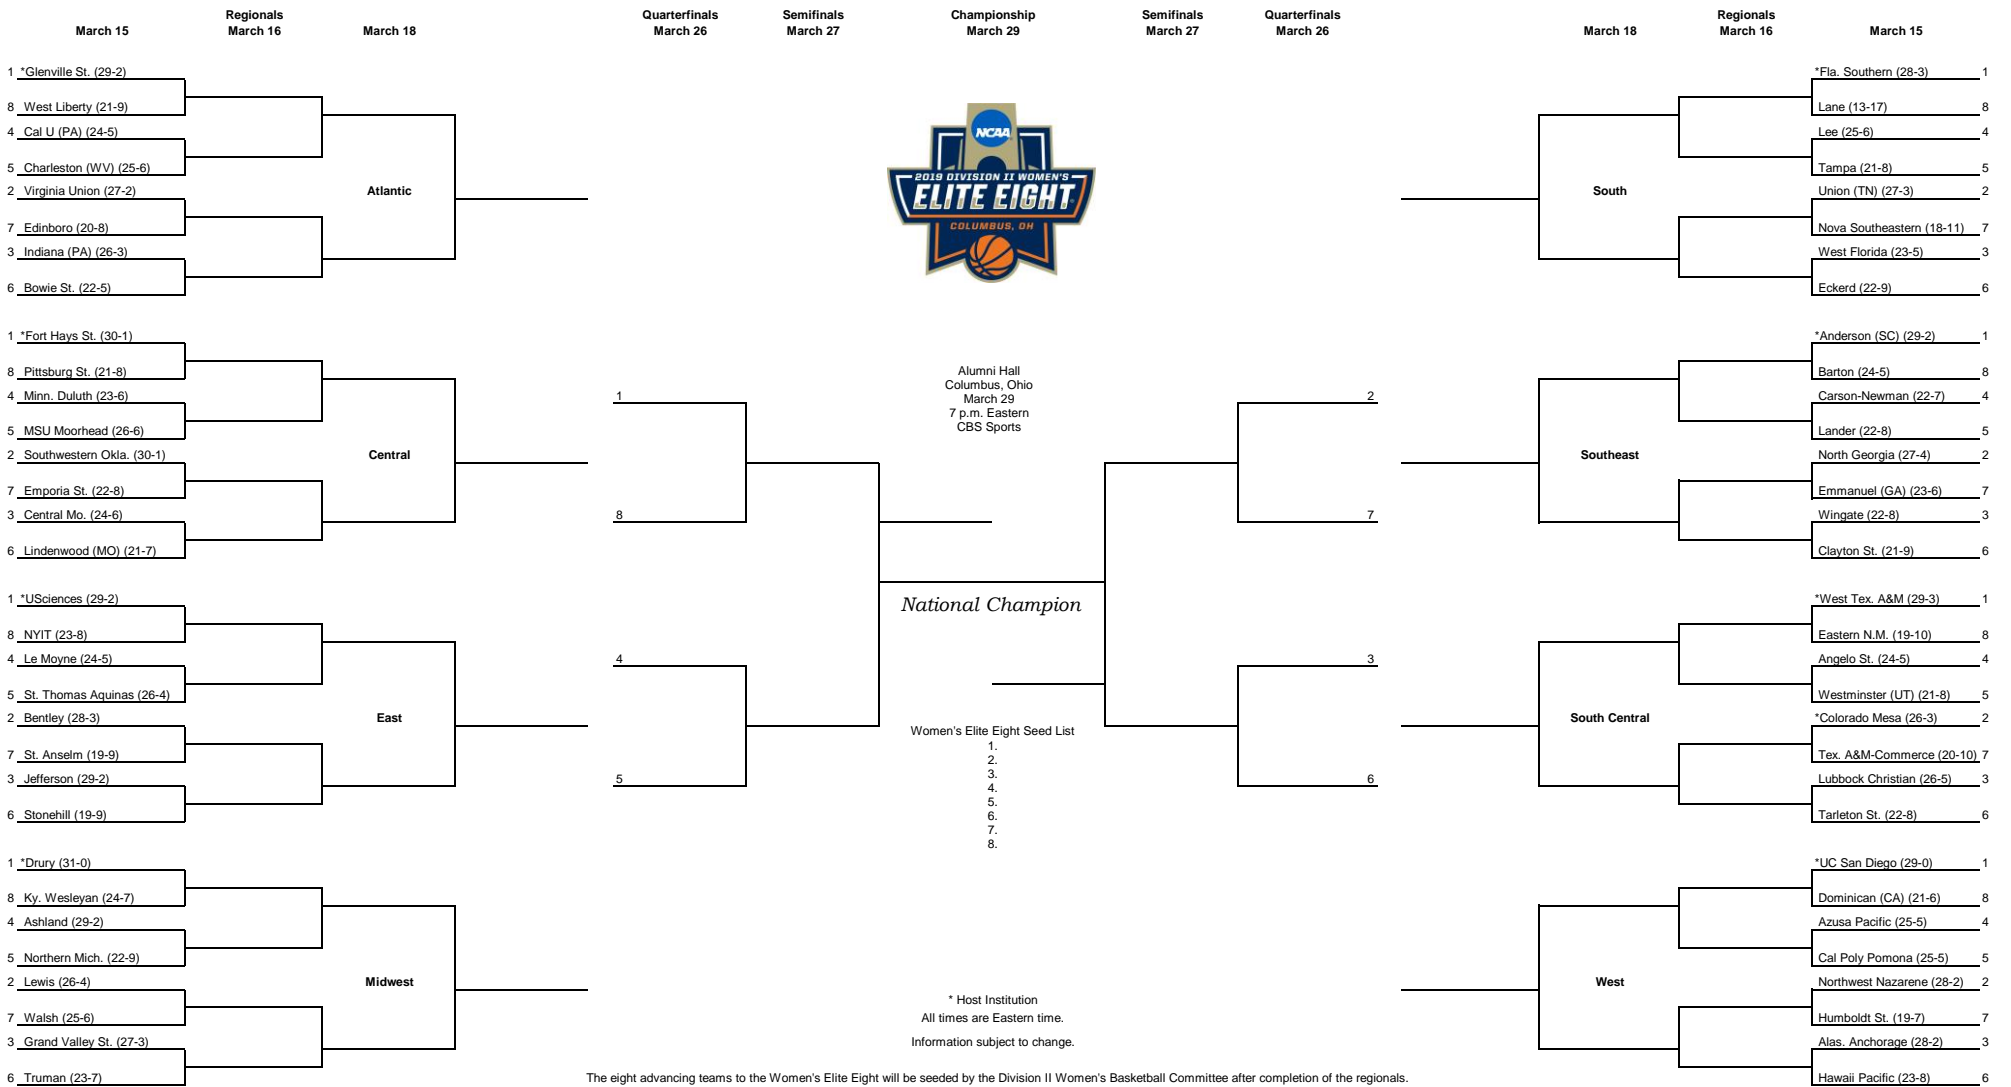 Regionals
Quarterfinals
Semifinals
Championship
Semifinals
Quarterfinals
Regionals
March 15
March 16
March 18
March 26
March 27
March 29
March 27
March 26
March 18
March 16
March 15
1 *Glenville St. (29-2)
8 West Liberty (21-9)
4 Cal U (PA) (24-5)
5 Charleston (WV) (25-6)
2 Virginia Union (27-2)
Atlantic
7 Edinboro (20-8)
3 Indiana (PA) (26-3)
6 Bowie St. (22-5)
1 *Fort Hays St. (30-1)
8 Pittsburg St. (21-8)
4 Minn. Duluth (23-6)
5 MSU Moorhead (26-6)
2 Southwestern Okla. (30-1)
Central
7 Emporia St. (22-8)
3 Central Mo. (24-6)
6 Lindenwood (MO) (21-7)
1 *USciences (29-2)
8 NYIT (23-8)
4 Le Moyne (24-5)
5 St. Thomas Aquinas (26-4)
2 Bentley (28-3)
East
7 St. Anselm (19-9)
3 Jefferson (29-2)
6 Stonehill (19-9)
1 *Drury (31-0)
8 Ky. Wesleyan (24-7)
4 Ashland (29-2)
5 Northern Mich. (22-9)
2 Lewis (26-4)
Midwest
7 Walsh (25-6)
3 Grand Valley St. (27-3)
6 Truman (23-7)
1
8
4
5
NCAA
2019 DIVISION II WOMEN'S
ELITE EIGHT
COLUMBUS, OH
Alumni Hall
Columbus, Ohio
March 29
7 p.m. Eastern
CBS Sports
National Champion
Women's Elite Eight Seed List
1.
2.
3.
4.
5.
6.
7.
8.
* Host Institution
All times are Eastern time.
Information subject to change.
The eight advancing teams to the Women's Elite Eight will be seeded by the Division II Women's Basketball Committee after completion of the regionals.
2
7
3
6
*Fla. Southern (28-3) 1
Lane (13-17) 8
Lee (25-6) 4
Tampa (21-8) 5
South
Union (TN) (27-3) 2
Nova Southeastern (18-11) 7
West Florida (23-5) 3
Eckerd (22-9) 6
*Anderson (SC) (29-2) 1
Barton (24-5) 8
Carson-Newman (22-7) 4
Lander (22-8) 5
Southeast
North Georgia (27-4) 2
Emmanuel (GA) (23-6) 7
Wingate (22-8) 3
Clayton St. (21-9) 6
*West Tex. A&M (29-3) 1
Eastern N.M. (19-10) 8
Angelo St. (24-5) 4
Westminster (UT) (21-8) 5
South Central
*Colorado Mesa (26-3) 2
Tex. A&M-Commerce (20-10) 7
Lubbock Christian (26-5) 3
Tarleton St. (22-8) 6
*UC San Diego (29-0) 1
Dominican (CA) (21-6) 8
Azusa Pacific (25-5) 4
Cal Poly Pomona (25-5) 5
West
Northwest Nazarene (28-2) 2
Humboldt St. (19-7) 7
Alas. Anchorage (28-2) 3
Hawaii Pacific (23-8) 6